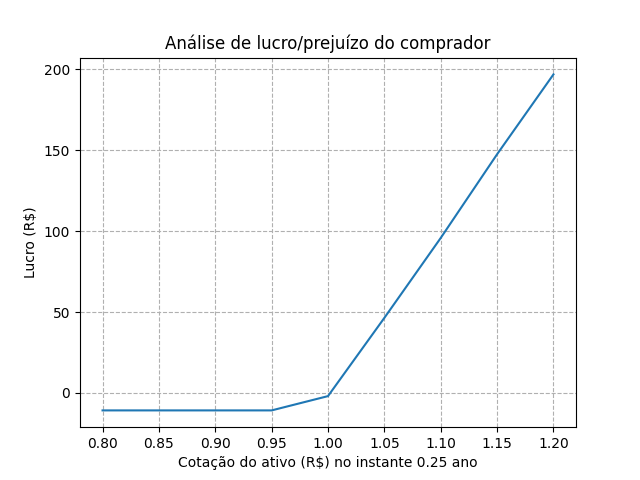 Análise de lucro/prejuízo do comprador
200
150
100
50
0
Lucro (R$)
0.80 0.85 0.90 0.95 1.00 1.05 1.10 1.15 1.20
Cotação do ativo (R$) no instante 0.25 ano